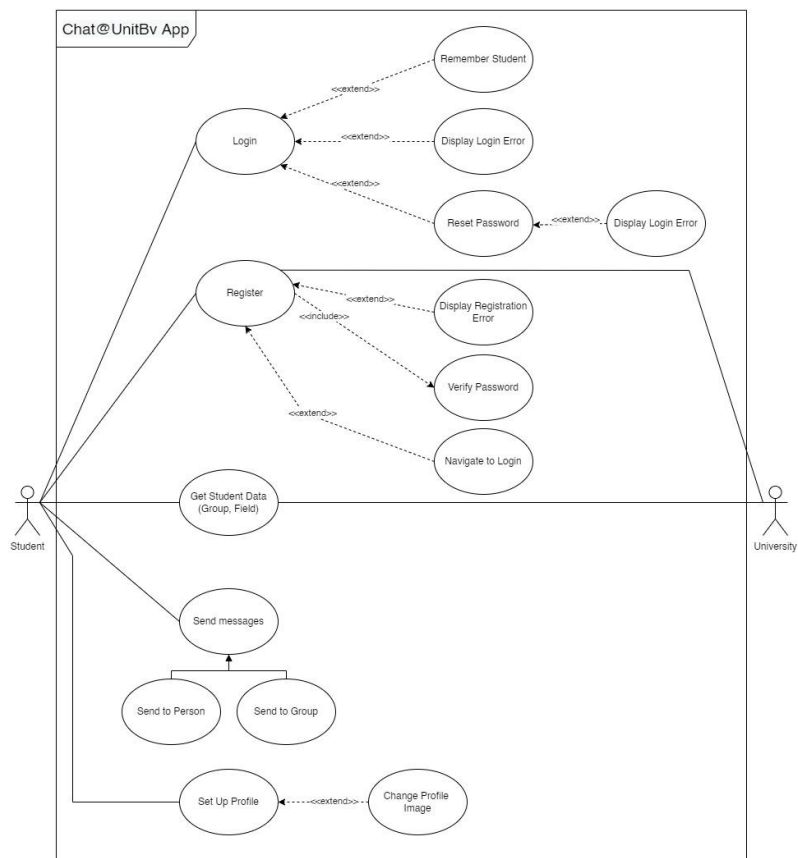 Chat@UnitBv App
Remember Student
<<extend>>
Login
<<extend>>
Display Login Error
<<extend>>
Reset Password
<<extend>>
Display Login Error
Register
<<extend>>
Display Registration
Error
<<include>>
Verify Password
<<extend>>
Navigate to Login
Get Student Data
(Group, Field)
Student
University
Send messages
Send to Person
Send to Group
Set Up Profile
<<extend>>
Change Profile
Image